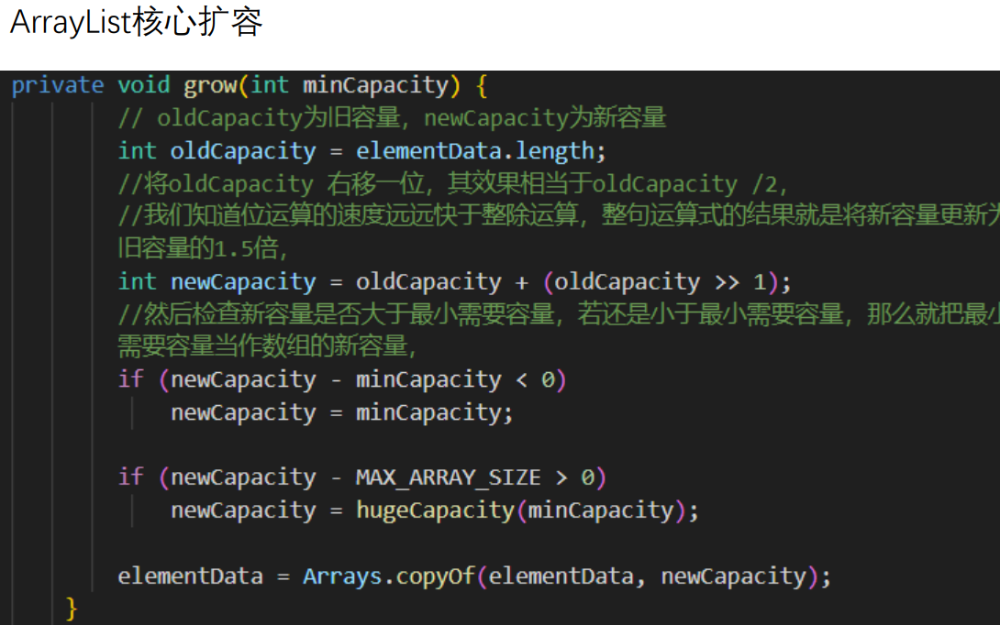 ArrayList核心扩容
private void grow(int minCapacity) {
// oldCapacity为旧容量，newCapacity为新容量
int oldCapacity = elementData.length;
//将oldCapacity 右移一位，其效果相当于oldCapacity /2，
//我们知道位运算的速度远远快于整除运算，整句运算式的结果就是将新容量更新为
旧容量的1.5倍，
int newCapacity = oldCapacity + (oldCapacity >> 1);
//然后检查新容量是否大于最小需要容量，若还是小于最小需要容量，那么就把最小
需要容量当作数组的新容量，
if (newCapacity - minCapacity < 0)
newCapacity = minCapacity;
if (newCapacity - MAX_ARRAY_SIZE > 0)
newCapacity = hugeCapacity(minCapacity);
elementData = Arrays.copyOf(elementData, newCapacity);
}